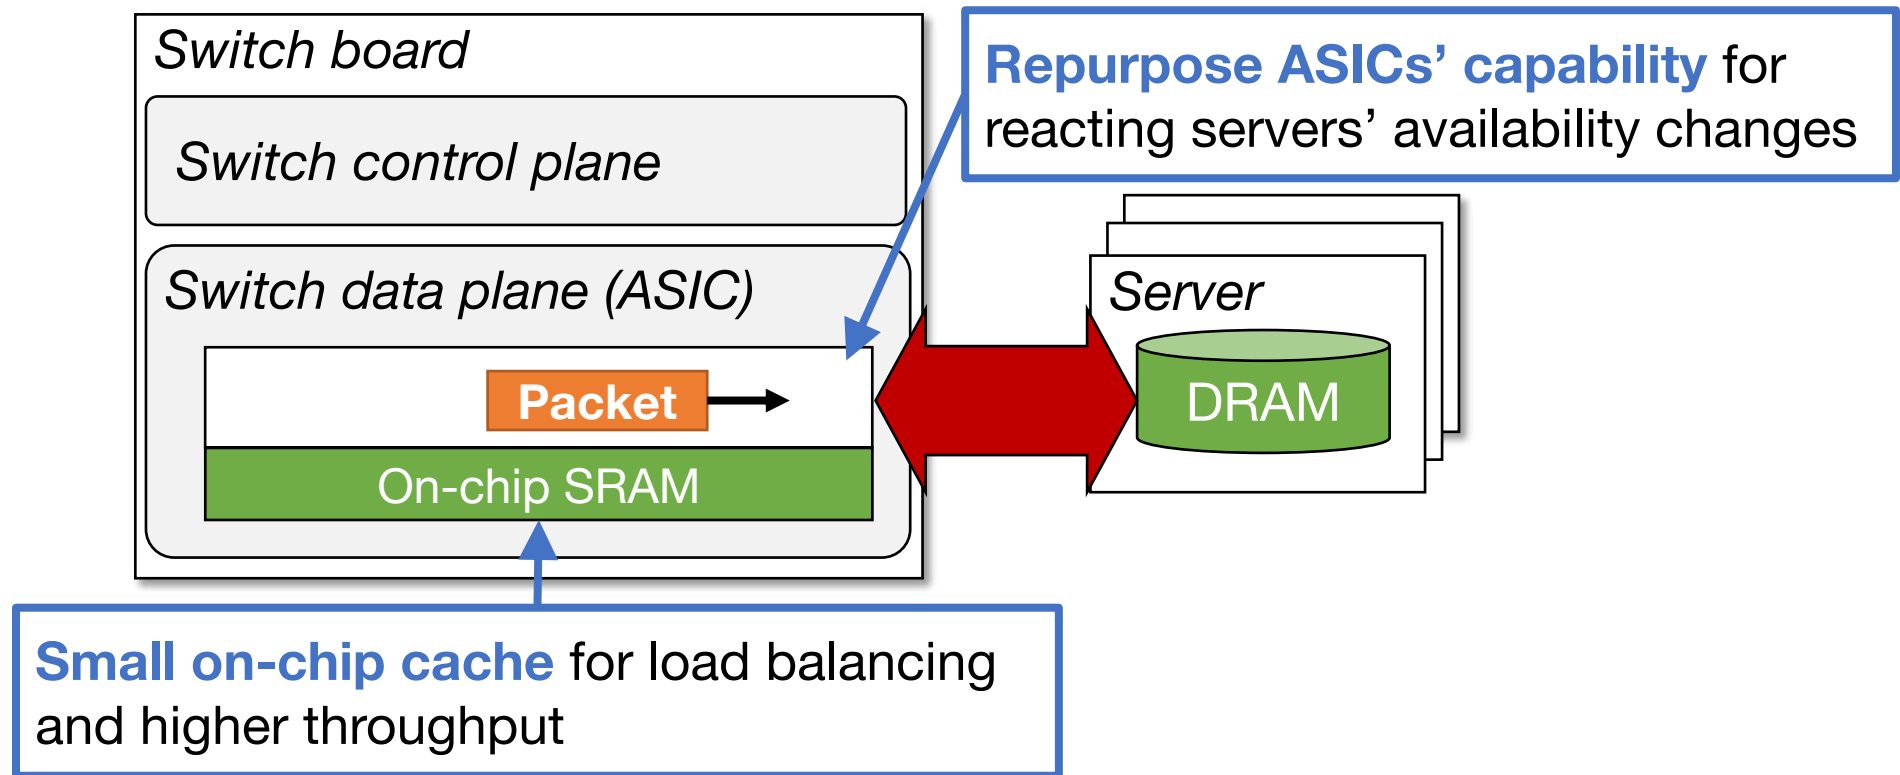 Switch board
Repurpose ASICs’ capability for
reacting servers’ availability changes
Switch control plane
Switch data plane (ASIC)
Server
Packet
DRAM
On-chip SRAM
Small on-chip cache for load balancing
and higher throughput